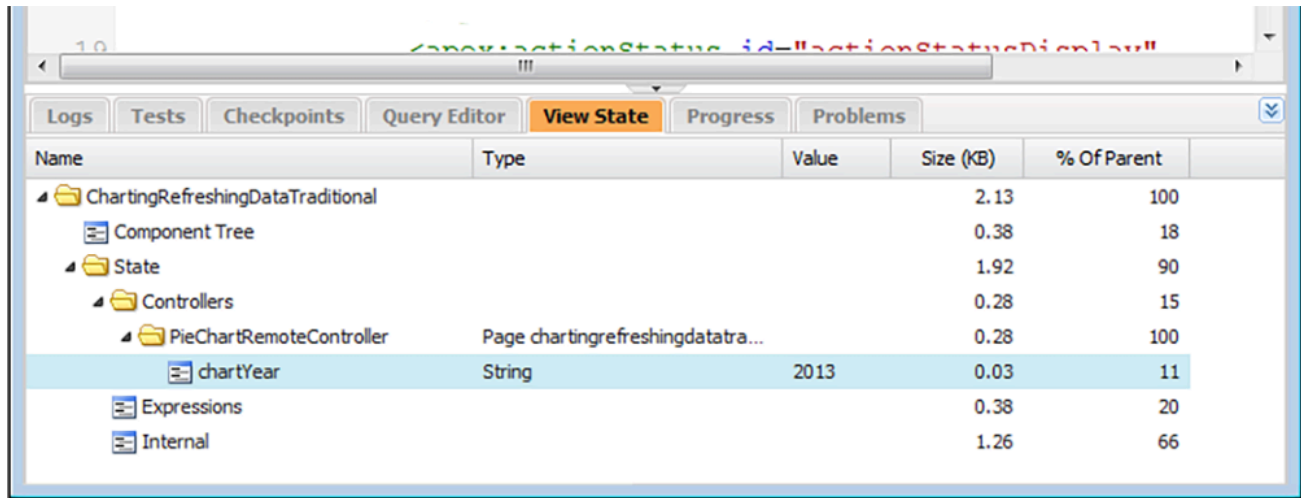 19 <apex:actionStatus id="actionStatusDisplay"
Logs Tests Checkpoints Query Editor View State Progress Problems
Name Type Value Size (KB) % Of Parent
ChartingRefreshingDataTraditional 2.13 100
Component Tree 0.38 18
State 1.92 90
Controllers 0.28 15
PieChartRemoteController Page chartingrefreshingdatatra... 0.28 100
chartYear String 2013 0.03 11
Expressions 0.38 20
Internal 1.26 66